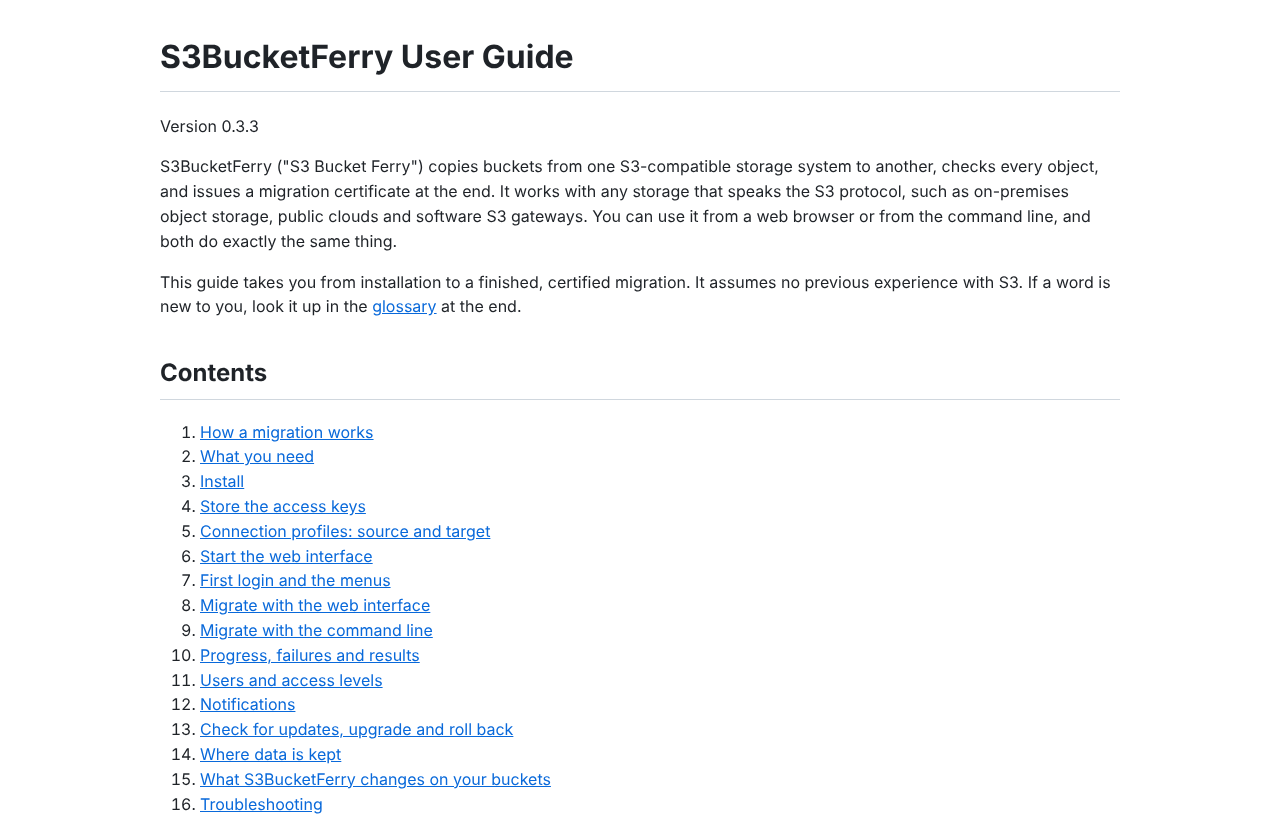 S3BucketFerry User Guide
Version 0.3.3
S3BucketFerry ("S3 Bucket Ferry") copies buckets from one S3-compatible storage system to another, checks every object,
and issues a migration certificate at the end. It works with any storage that speaks the S3 protocol, such as on-premises
object storage, public clouds and software S3 gateways. You can use it from a web browser or from the command line, and
both do exactly the same thing.
This guide takes you from installation to a finished, certified migration. It assumes no previous experience with S3. If a word is
new to you, look it up in the glossary at the end.
Contents
1. How a migration works
2. What you need
3. Install
4. Store the access keys
5. Connection profiles: source and target
6. Start the web interface
7. First login and the menus
8. Migrate with the web interface
9. Migrate with the command line
10. Progress, failures and results
11. Users and access levels
12. Notifications
13. Check for updates, upgrade and roll back
14. Where data is kept
15. What S3BucketFerry changes on your buckets
16. Troubleshooting